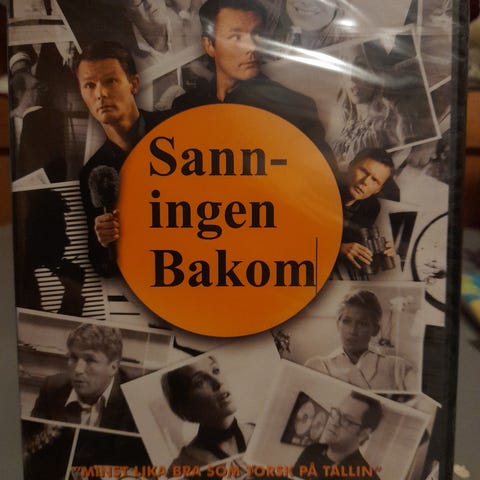 Sann-
ingen
Bakom
"MINST LIKA BRA SOM TORSK PÅ TALLIN"